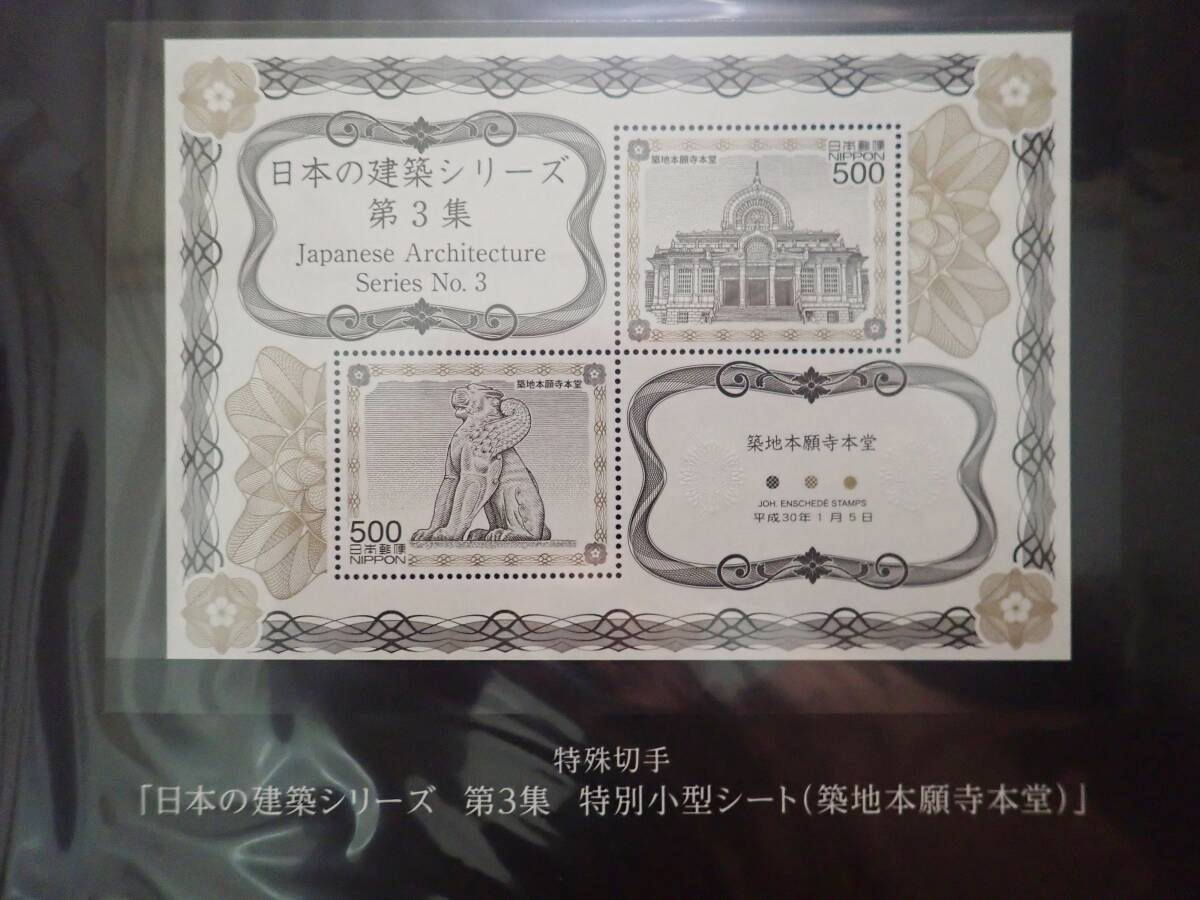 日本の建築シリーズ
第3集
Japanese Architecture
Series No. 3
築地本願寺本堂
日本郵便
NIPPON
500
築地本願寺本堂
500
日本郵便
NIPPON
築地本願寺本堂
JOH. ENSCHEDÉ STAMPS
平成30年1月5日
特殊切手
「日本の建築シリーズ 第3集 特別小型シート(築地本願寺本堂)」